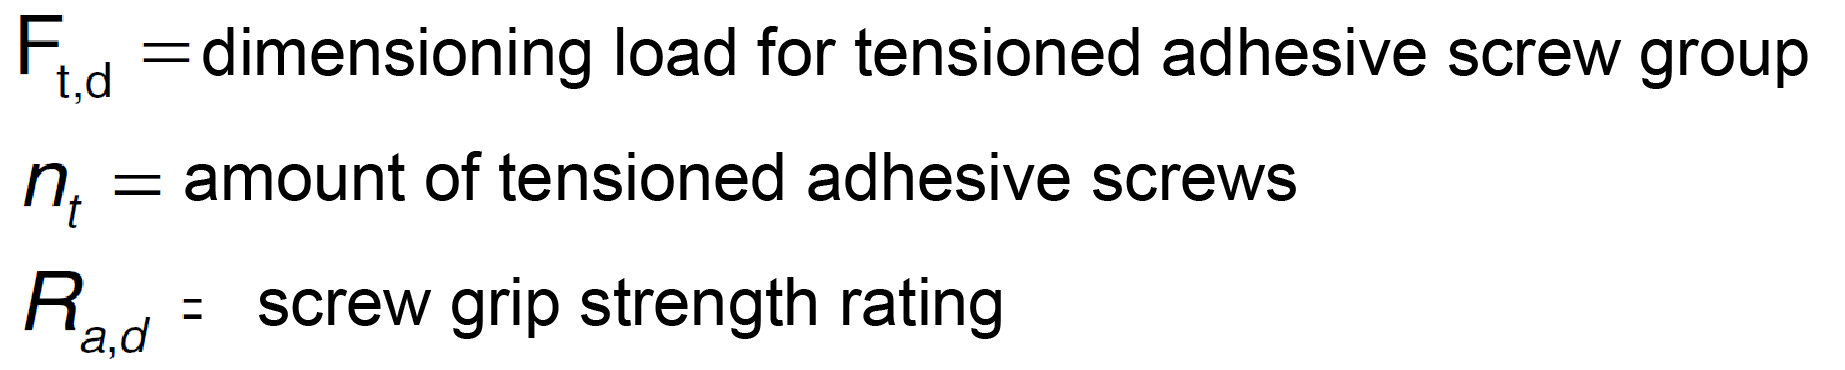 F_t,d = dimensioning load for tensioned adhesive screw group
n_t = amount of tensioned adhesive screws
R_a,d = screw grip strength rating